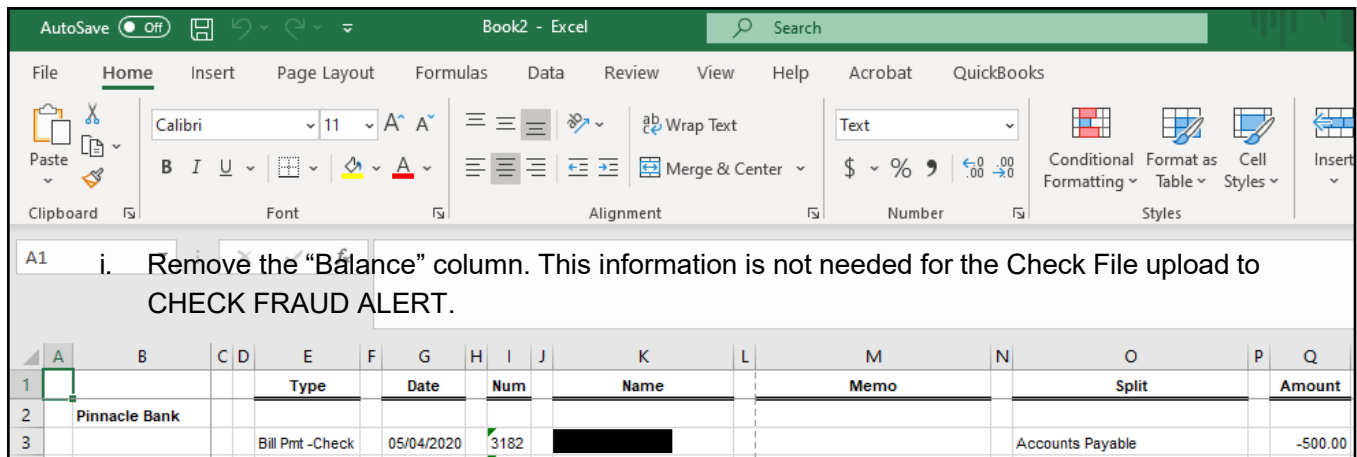 AutoSave Off Book2 - Excel Search
File Home Insert Page Layout Formulas Data Review View Help Acrobat QuickBooks
Calibri 11 A^ A˅ ab Wrap Text Text
Paste B I U A Merge & Center $ % 9 .00 .00 Conditional Format as Cell Insert
Formatting Table Styles
Clipboard Font Alignment Number Styles
A1
i. Remove the “Balance” column. This information is not needed for the Check File upload to
CHECK FRAUD ALERT.
A B C D E F G H I J K L M N O P Q
1 Type Date Num Name Memo Split Amount
2 Pinnacle Bank
3 Bill Pmt -Check 05/04/2020 3182 Accounts Payable -500.00